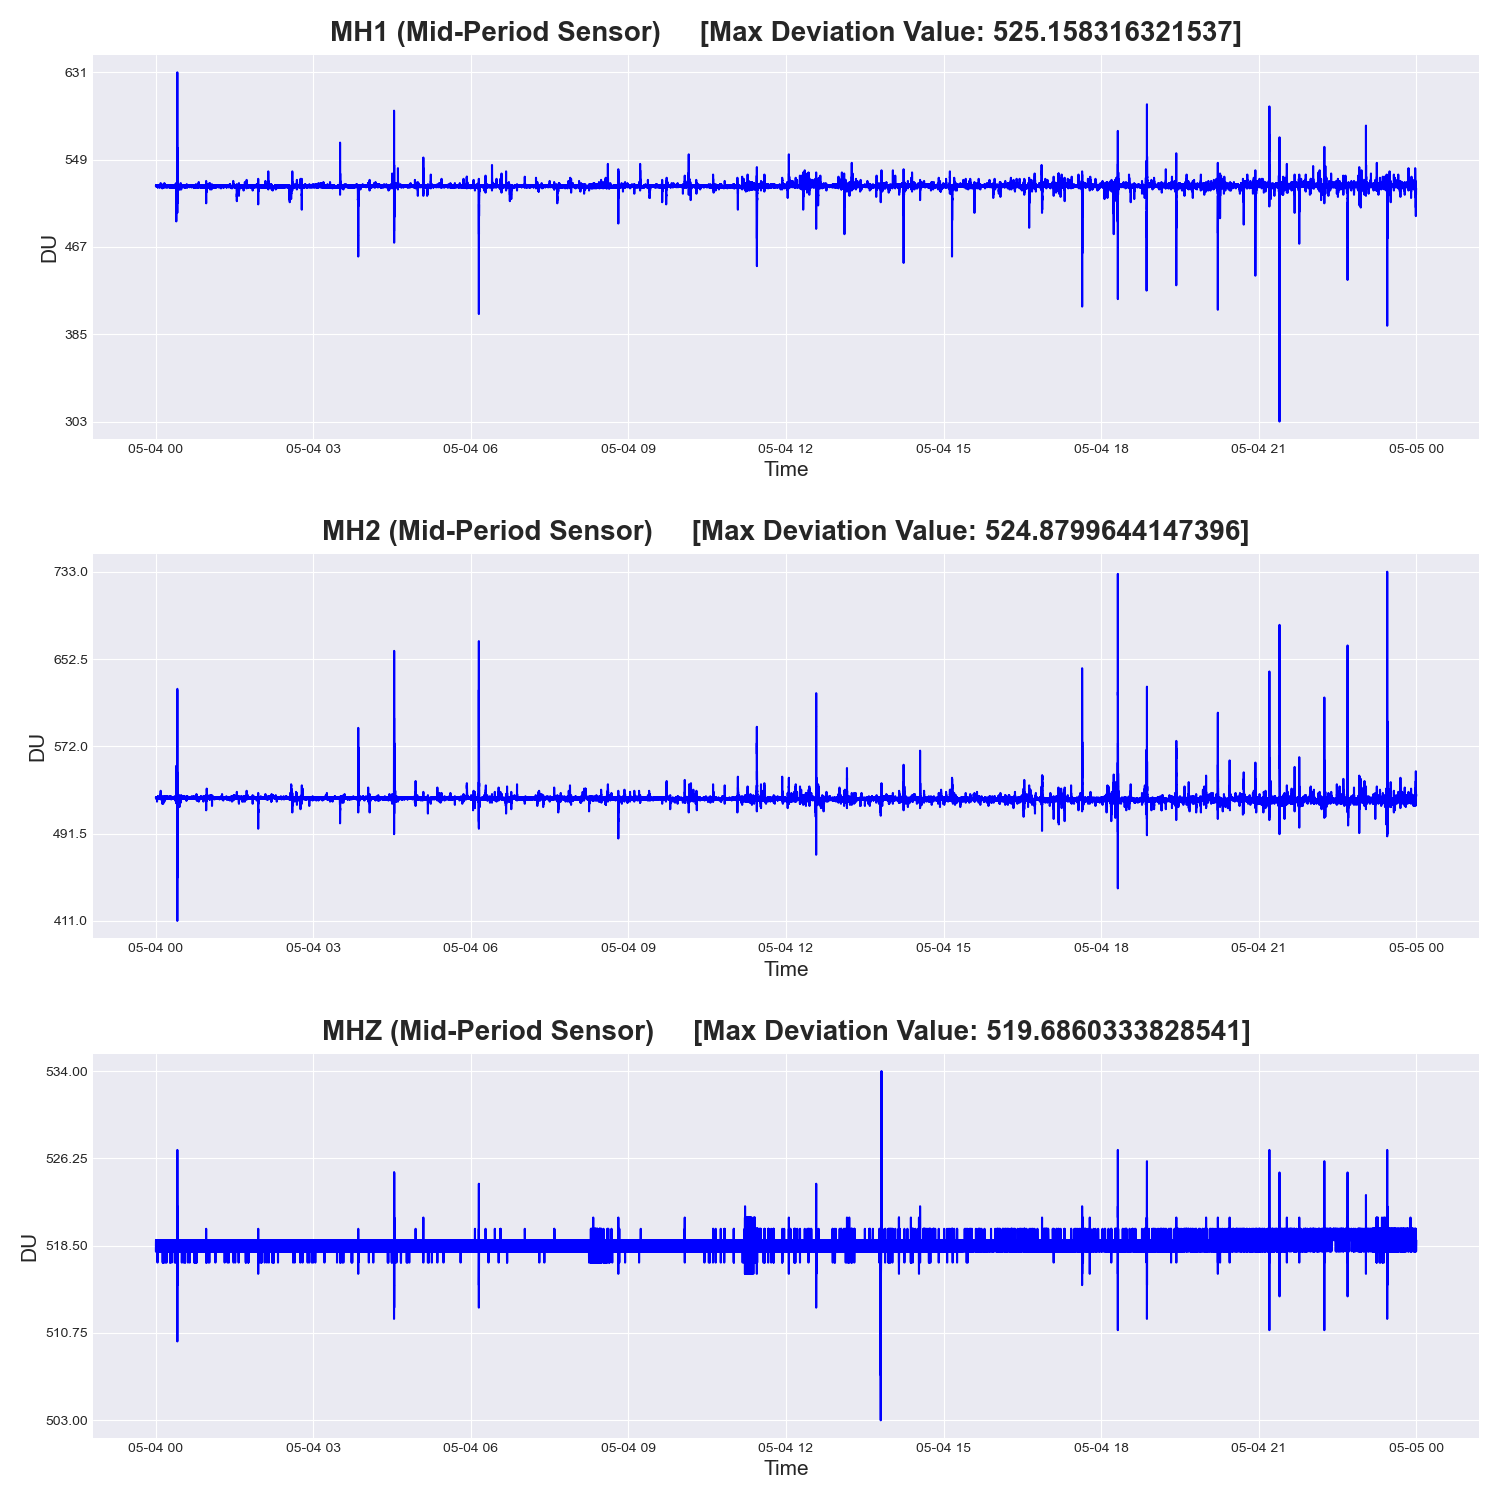 MH1 (Mid-Period Sensor) [Max Deviation Value: 525.158316321537]
631
549
467
385
303
DU
05-04 00 05-04 03 05-04 06 05-04 09 05-04 12 05-04 15 05-04 18 05-04 21 05-05 00
Time
MH2 (Mid-Period Sensor) [Max Deviation Value: 524.8799644147396]
733.0
652.5
572.0
491.5
411.0
DU
05-04 00 05-04 03 05-04 06 05-04 09 05-04 12 05-04 15 05-04 18 05-04 21 05-05 00
Time
MHZ (Mid-Period Sensor) [Max Deviation Value: 519.6860333828541]
534.00
526.25
518.50
510.75
503.00
DU
05-04 00 05-04 03 05-04 06 05-04 09 05-04 12 05-04 15 05-04 18 05-04 21 05-05 00
Time